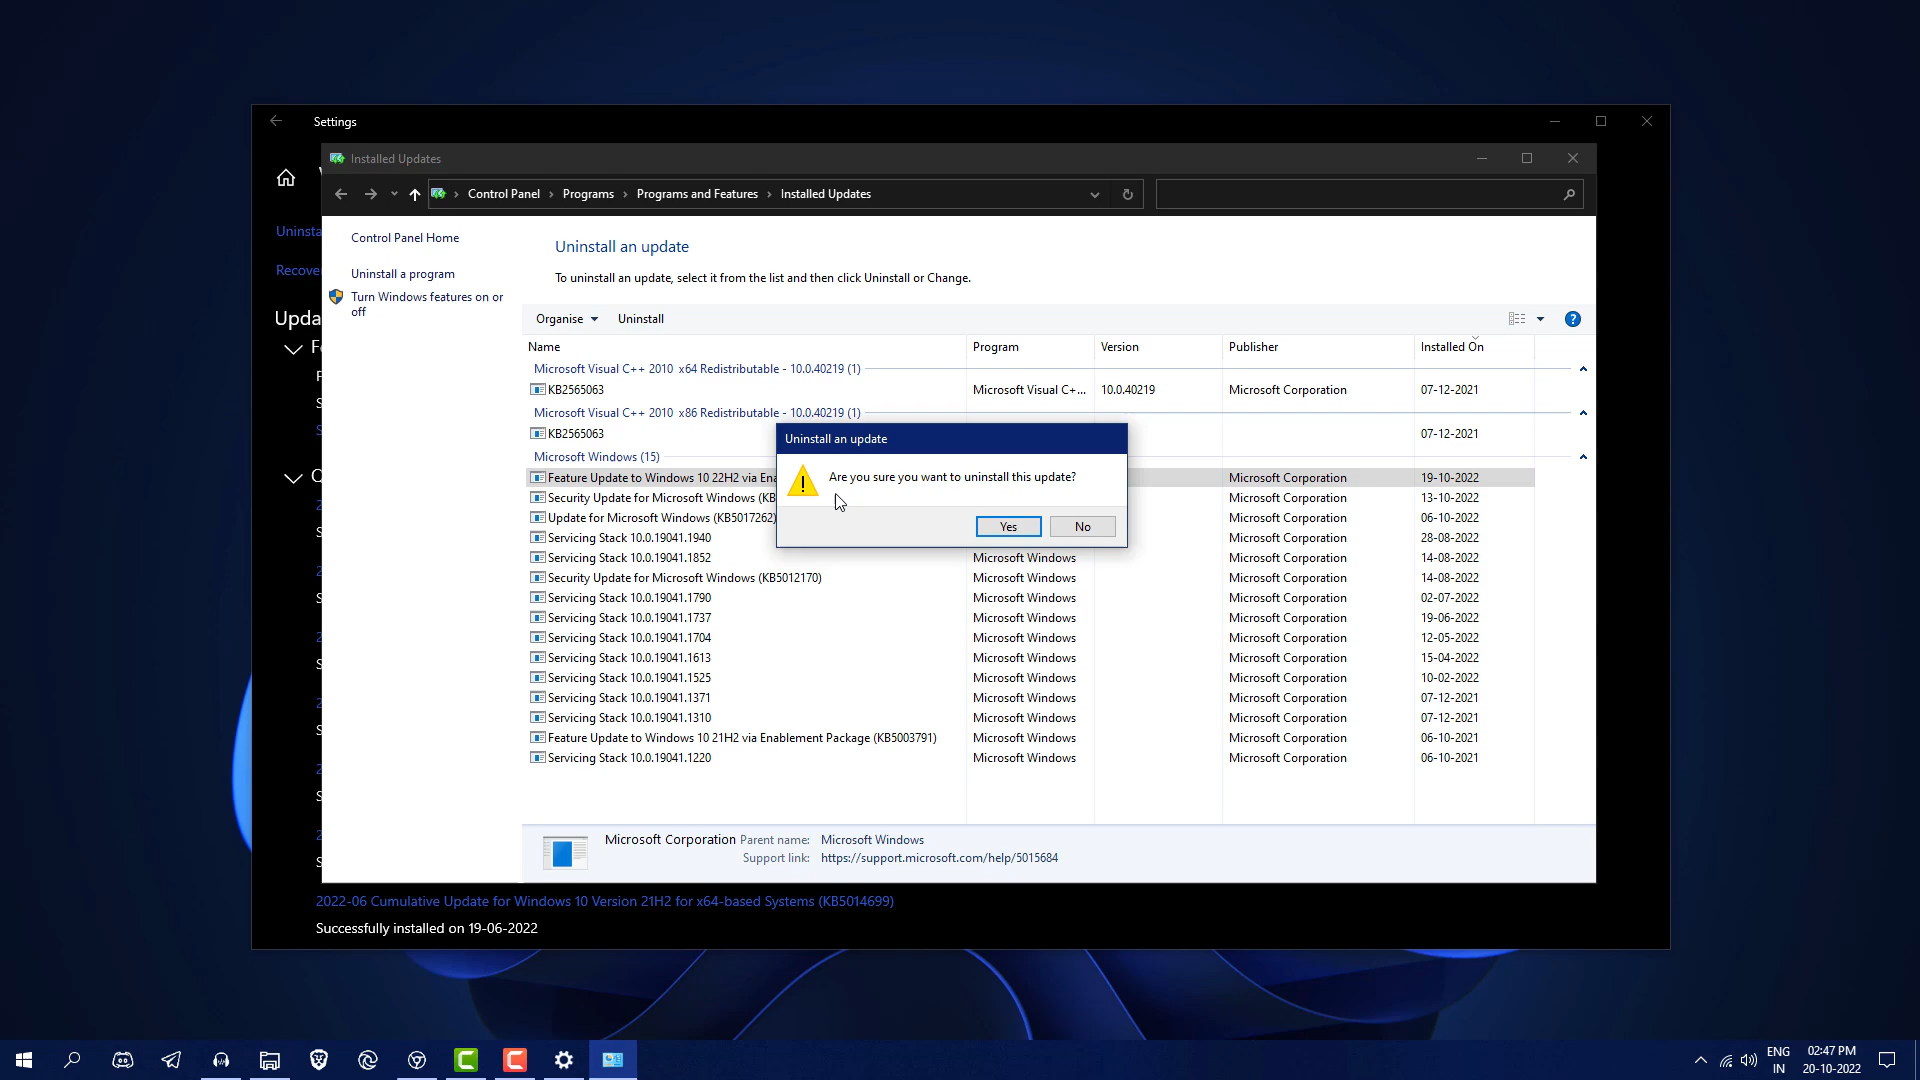 Settings
Installed Updates
Control Panel › Programs › Programs and Features › Installed Updates
Uninsta
Recove
Upda
Control Panel Home
Uninstall a program
Turn Windows features on or
off
Uninstall an update
To uninstall an update, select it from the list and then click Uninstall or Change.
Organise Uninstall
Name Program Version Publisher Installed On
Microsoft Visual C++ 2010 x64 Redistributable - 10.0.40219 (1)
KB2565063 Microsoft Visual C+... 10.0.40219 Microsoft Corporation 07-12-2021
Microsoft Visual C++ 2010 x86 Redistributable - 10.0.40219 (1)
KB2565063 07-12-2021
Microsoft Windows (15)
Feature Update to Windows 10 22H2 via Ena Microsoft Corporation 19-10-2022
Security Update for Microsoft Windows (KB Microsoft Corporation 13-10-2022
Update for Microsoft Windows (KB5017262) Microsoft Corporation 06-10-2022
Servicing Stack 10.0.19041.1940 Microsoft Corporation 28-08-2022
Servicing Stack 10.0.19041.1852 Microsoft Windows Microsoft Corporation 14-08-2022
Security Update for Microsoft Windows (KB5012170) Microsoft Windows Microsoft Corporation 14-08-2022
Servicing Stack 10.0.19041.1790 Microsoft Windows Microsoft Corporation 02-07-2022
Servicing Stack 10.0.19041.1737 Microsoft Windows Microsoft Corporation 19-06-2022
Servicing Stack 10.0.19041.1704 Microsoft Windows Microsoft Corporation 12-05-2022
Servicing Stack 10.0.19041.1613 Microsoft Windows Microsoft Corporation 15-04-2022
Servicing Stack 10.0.19041.1525 Microsoft Windows Microsoft Corporation 10-02-2022
Servicing Stack 10.0.19041.1371 Microsoft Windows Microsoft Corporation 07-12-2021
Servicing Stack 10.0.19041.1310 Microsoft Windows Microsoft Corporation 07-12-2021
Feature Update to Windows 10 21H2 via Enablement Package (KB5003791) Microsoft Windows Microsoft Corporation 06-10-2021
Servicing Stack 10.0.19041.1220 Microsoft Windows Microsoft Corporation 06-10-2021
Uninstall an update
Are you sure you want to uninstall this update?
Yes No
Microsoft Corporation Parent name: Microsoft Windows
Support link: https://support.microsoft.com/help/5015684
2022-06 Cumulative Update for Windows 10 Version 21H2 for x64-based Systems (KB5014699)
Successfully installed on 19-06-2022
ENG 02:47 PM
IN 20-10-2022